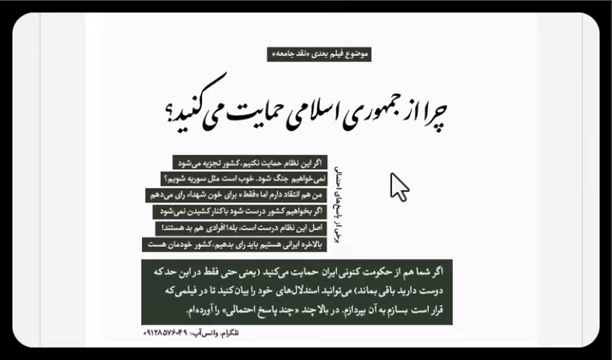 موضوع فیلم بعدی «نقد جامعه»
چرا از جمهوری اسلامی حمایت می‌کنید؟
برخی از پاسخ‌های احتمالی
اگر این نظام حمایت نکنیم، کشور تجزیه می‌شود
نمی‌خواهیم جنگ شود. خوب است مثل سوریه شویم؟
من هم انتقاد دارم اما «فقط» برای خون شهداء رای می‌دهم
اگر بخواهیم کشور درست شود با کنار کشیدن نمی‌شود
اصل این نظام درست است، بله! افرادی هم بد هستند!
بالاخره ایرانی هستیم باید رای بدهیم، کشور خودمان هست
اگر شما هم از حکومت کنونی ایران حمایت می‌کنید (یعنی حتی فقط در این حد که
دوست دارید باقی بماند) می‌توانید استدلال‌های خود را بیان کنید تا در فیلمی که
قرار است بسازم به آن بپردازم. در بالا چند «چند پاسخ احتمالی» را آورده‌ام.
تلگرام، واتس‌آپ: ۰۹۱۲۸۵۷۶۰۴۹